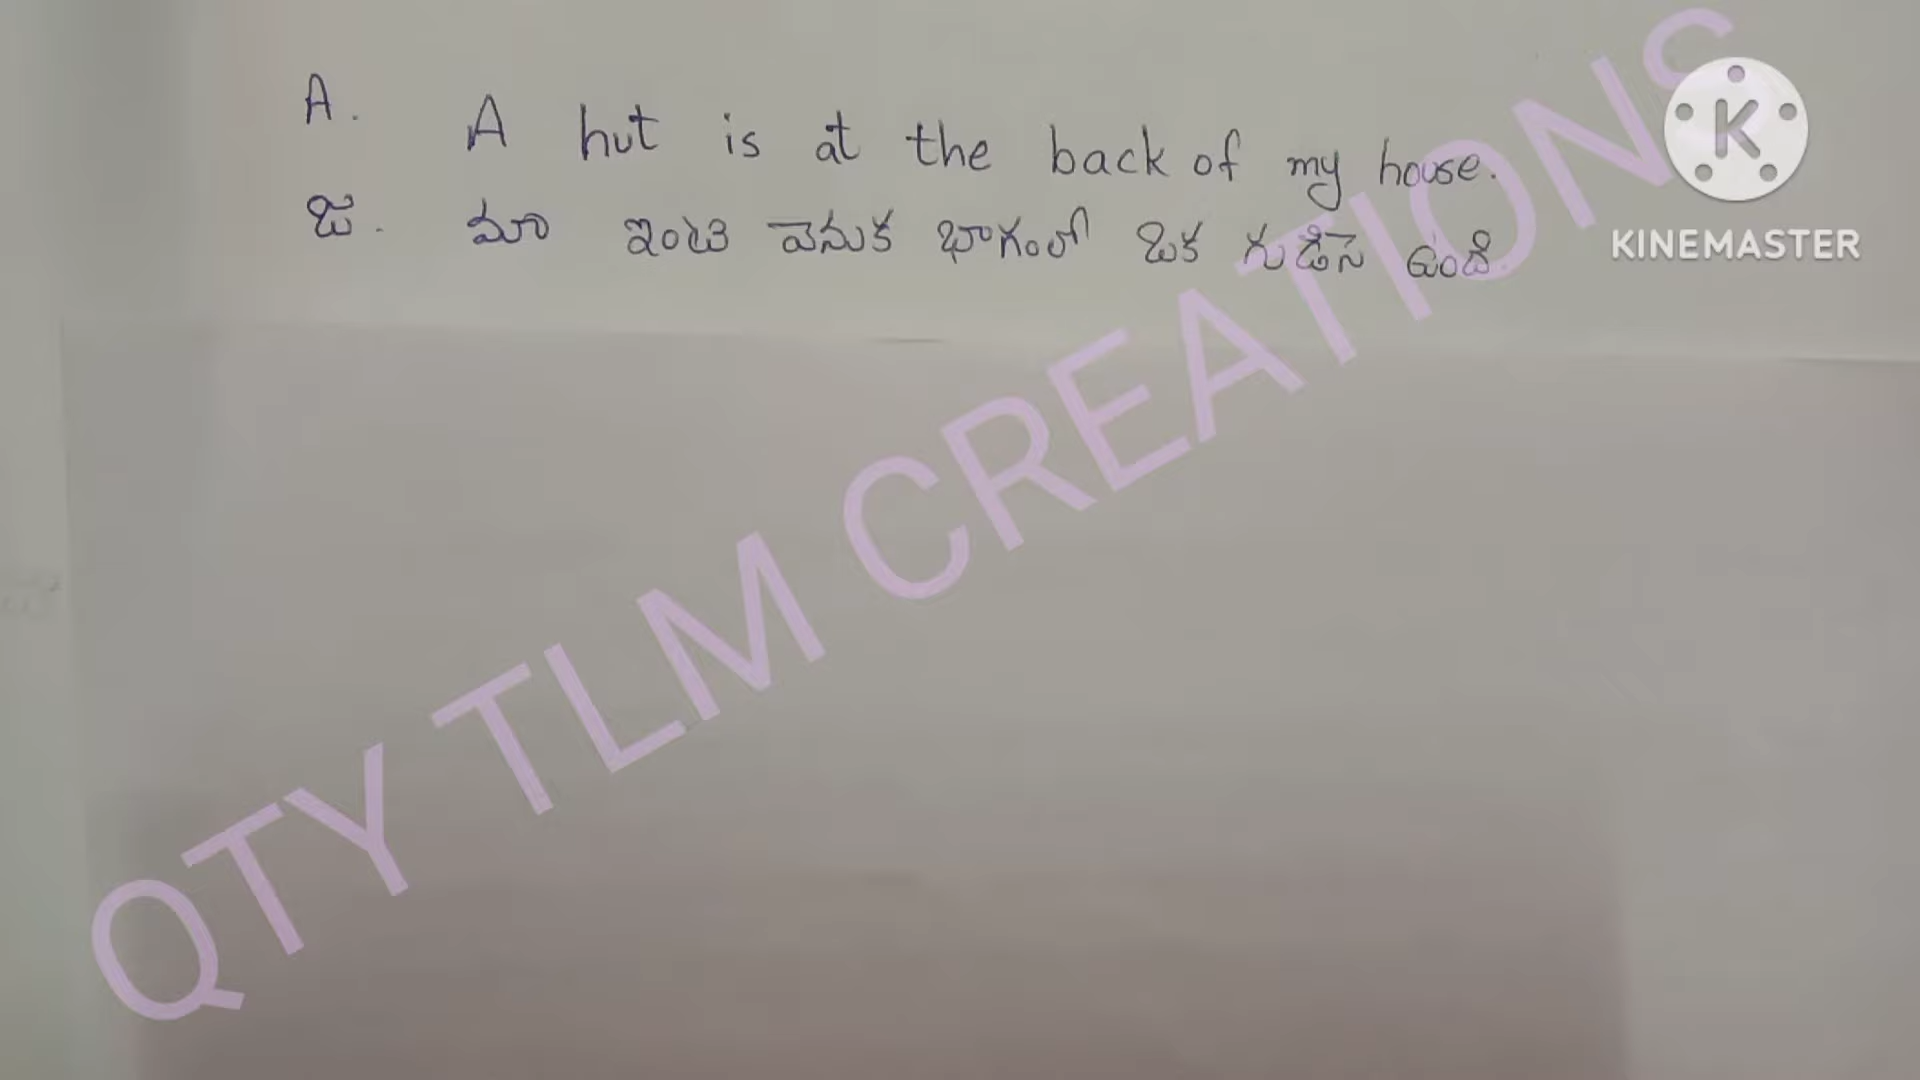 A. A hut is at the back of my house.
జ. మా ఇంటి వెనుక భాగంలో ఒక గుడిసె ఉంది.
K
KINEMASTER
QTY TLM CREATIONS